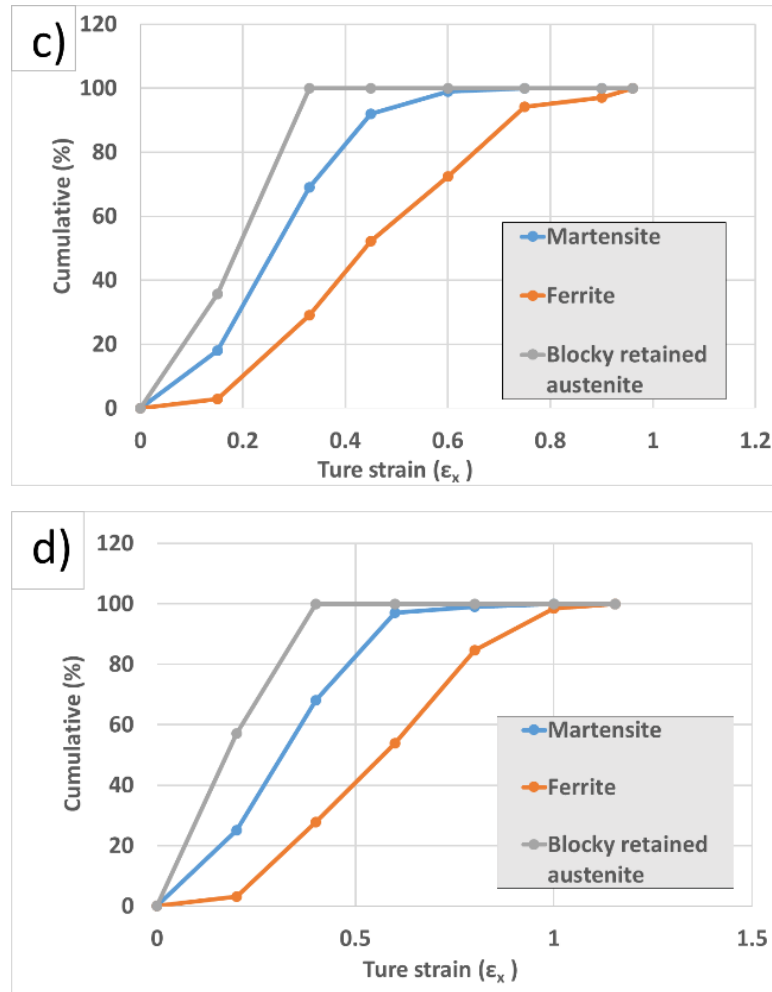 c)
120
100
80
60
40
20
0
Cumulative (%)
Martensite
Ferrite
Blocky retained
austenite
0 0.2 0.4 0.6 0.8 1 1.2
Ture strain (εₓ )
d)
120
100
80
60
40
20
0
Cumulative (%)
Martensite
Ferrite
Blocky retained
austenite
0 0.5 1 1.5
Ture strain (εₓ )